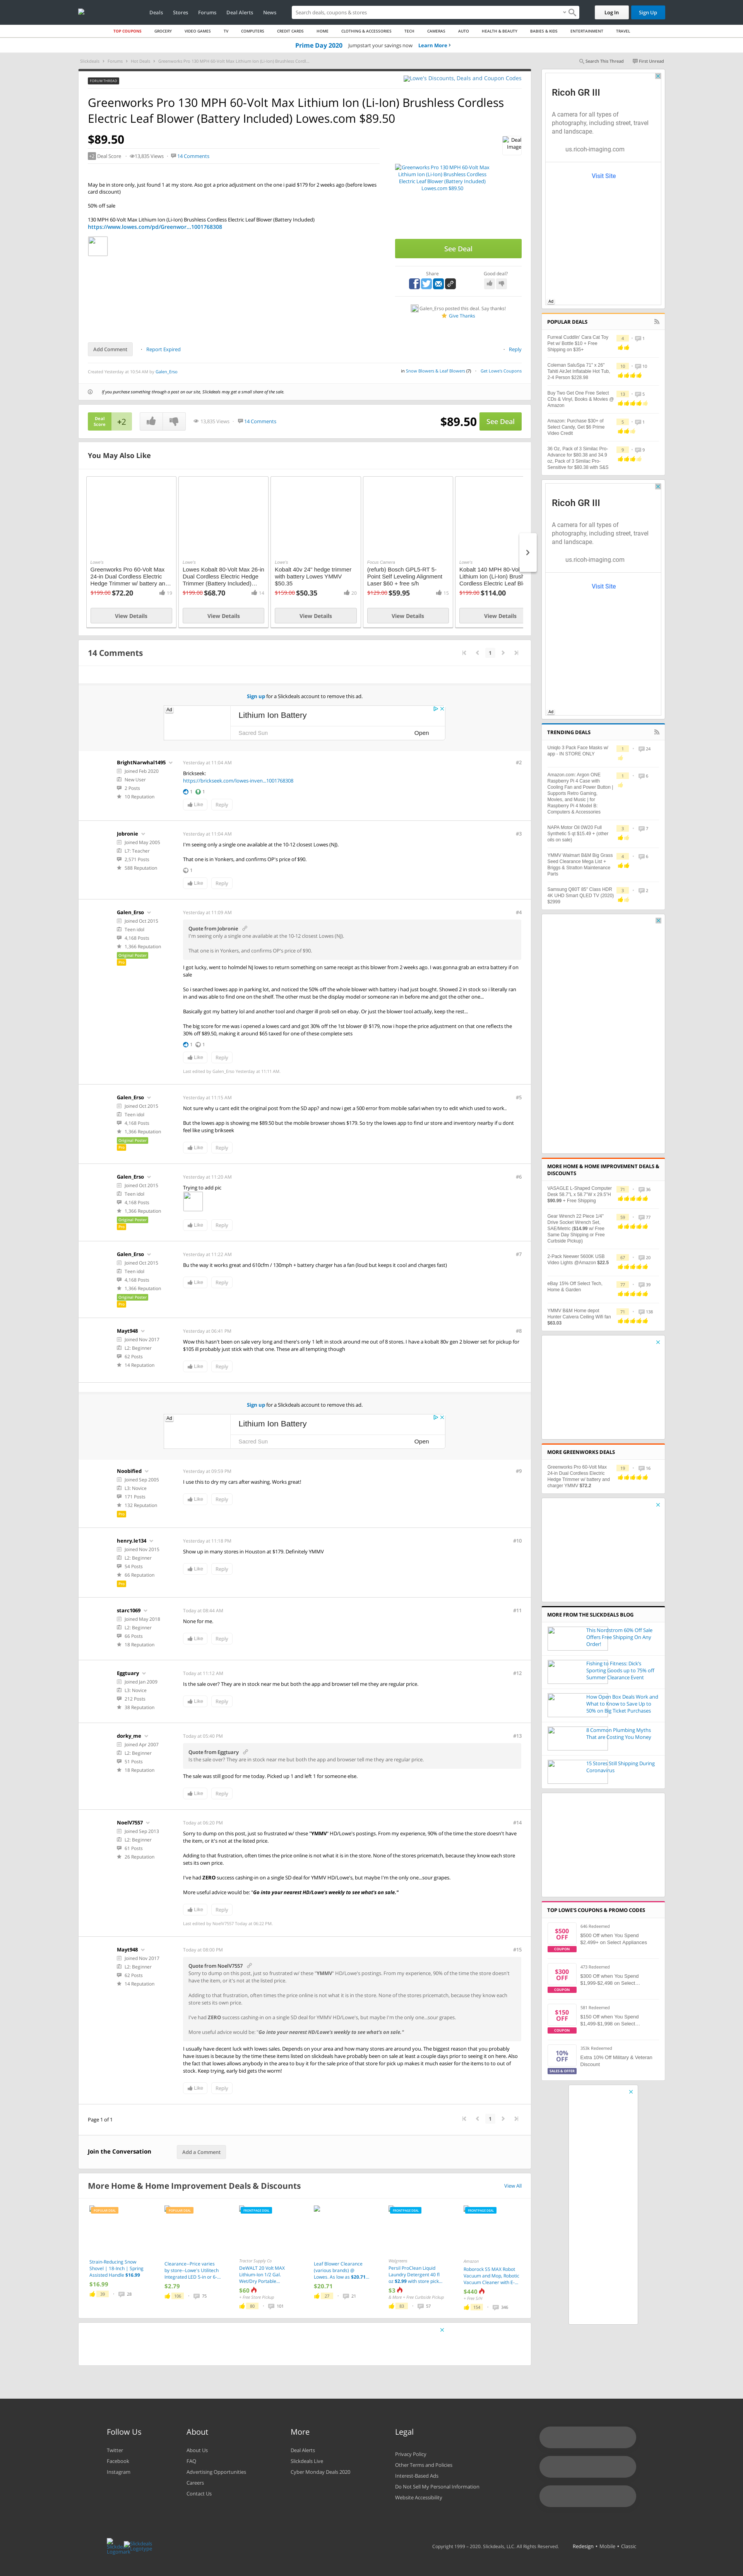 Deals Stores Forums Deal Alerts News
Search deals, coupons & stores
Log In
Sign Up
TOP COUPONS GROCERY VIDEO GAMES TV COMPUTERS CREDIT CARDS HOME CLOTHING & ACCESSORIES TECH CAMERAS AUTO HEALTH & BEAUTY BABIES & KIDS ENTERTAINMENT TRAVEL
Prime Day 2020 Jumpstart your savings now Learn More
Slickdeals Forums Hot Deals Greenworks Pro 130 MPH 60-Volt Max Lithium Ion (Li-Ion) Brushless Cordl...
Search This Thread First Unread
FORUM THREAD
Lowe's Discounts, Deals and Coupon Codes
Greenworks Pro 130 MPH 60-Volt Max Lithium Ion (Li-Ion) Brushless Cordless
Electric Leaf Blower (Battery Included) Lowes.com $89.50
$89.50
+2 Deal Score 13,835 Views 14 Comments
Deal image
May be in store only, just found 1 at my store. Aso got a price adjustment on the one i paid $179 for 2 weeks ago (before lowes
card discount)
50% off sale
130 MPH 60-Volt Max Lithium Ion (Li-Ion) Brushless Cordless Electric Leaf Blower (Battery Included)
https://www.lowes.com/pd/Greenwor...1001768308
Greenworks Pro 130 MPH 60-Volt Max
Lithium Ion (Li-Ion) Brushless Cordless
Electric Leaf Blower (Battery Included)
Lowes.com $89.50
See Deal
Share
Good deal?
Galen_Erso posted this deal. Say thanks!
Give Thanks
Add Comment Report Expired Reply
Created Yesterday at 10:54 AM by Galen_Erso
in Snow Blowers & Leaf Blowers (7) Get Lowe's Coupons
If you purchase something through a post on our site, Slickdeals may get a small share of the sale.
Deal Score +2 13,835 Views 14 Comments $89.50 See Deal
You May Also Like
Lowe's
Greenworks Pro 60-Volt Max
24-in Dual Cordless Electric
Hedge Trimmer w/ battery an...
$199.00 $72.20 19
View Details
Lowe's
Lowes Kobalt 80-Volt Max 26-in
Dual Cordless Electric Hedge
Trimmer (Battery Included)...
$199.00 $68.70 14
View Details
Lowe's
Kobalt 40v 24" hedge trimmer
with battery Lowes YMMV
$50.35
$159.00 $50.35 20
View Details
Focus Camera
(refurb) Bosch GPL5-RT 5-
Point Self Leveling Alignment
Laser $60 + free s/h
$129.00 $59.95 15
View Details
Lowe's
Kobalt 140 MPH 80-Vol
Lithium Ion (Li-Ion) Brush
Cordless Electric Leaf Bl
$199.00 $114.00
View Details
14 Comments
1
Sign up for a Slickdeals account to remove this ad.
Ad
Lithium Ion Battery
Sacred Sun
Open
BrightNarwhal1495
Joined Feb 2020
New User
2 Posts
10 Reputation
Yesterday at 11:04 AM #2
Brickseek:
https://brickseek.com/lowes-inven...1001768308
1 1
Like Reply
Jobronie
Joined May 2005
L7: Teacher
2,571 Posts
588 Reputation
Yesterday at 11:04 AM #3
I'm seeing only a single one available at the 10-12 closest Lowes (NJ).
That one is in Yonkers, and confirms OP's price of $90.
1
Like Reply
Galen_Erso
Joined Oct 2015
Teen-idol
4,168 Posts
1,366 Reputation
Original Poster
Pro
Yesterday at 11:09 AM #4
Quote from Jobronie
I'm seeing only a single one available at the 10-12 closest Lowes (NJ).
That one is in Yonkers, and confirms OP's price of $90.
I got lucky, went to holmdel NJ lowes to return something on same receipt as this blower from 2 weeks ago. I was gonna grab an extra battery if on
sale
So i searched lowes app.and nothing, yet noticed the 50% off the whole blower with battery i had just bought. Showed 2 in stock so i literally ran
in and was able to find one on the shelf. The other must be the display model or someone ran in before me and got the other one...
Basically got my battery lol and another tool and charger ill prob sell on ebay. Or just the blower tool actually, keep the rest...
The big score for me was i opened a lowes card and got 30% off the 1st blower @ $179, now i hope the price adjustment on that one reflects the
30% off $89.50, making it around $65 taxed for one of these complete sets
1 1
Like Reply
Last edited by Galen_Erso Yesterday at 11:11 AM.
Galen_Erso
Joined Oct 2015
Teen-idol
4,168 Posts
1,366 Reputation
Original Poster
Pro
Yesterday at 11:15 AM #5
Not sure why u cant edit the original post from the SD app? and now i get a 500 error from mobile safari when try to edit which used to work..
But the lowes app is showing me $89.50 but the mobile browser shows $179. So try the lowes app to find on ur store and inventory nearby if u dont
feel like using brikseek
Like Reply
Galen_Erso
Joined Oct 2015
Teen-idol
4,168 Posts
1,366 Reputation
Original Poster
Pro
Yesterday at 11:20 AM #6
Trying to add pic
Like Reply
Galen_Erso
Joined Oct 2015
Teen-idol
4,168 Posts
1,366 Reputation
Original Poster
Pro
Yesterday at 11:22 AM #7
Bu the way it works great and 610cfm / 130mph + battery charger has a fan (loud but keeps it cool and charges fast)
Like Reply
Mayt948
Joined Nov 2017
L2: Beginner
62 Posts
14 Reputation
Yesterday at 06:41 PM #8
Wow this hasn't been on sale very long and there's only 1 left in stock around me out of 8 stores. I have a kobalt 80v gen 2 blower set for pickup for
$105 ill probably just stick with that one. These are all tempting though
Like Reply
Sign up for a Slickdeals account to remove this ad.
Ad
Lithium Ion Battery
Sacred Sun
Open
Noobified
Joined Sep 2005
L3: Novice
171 Posts
132 Reputation
Pro
Yesterday at 09:59 PM #9
I use this to dry my cars after washing. Works great!
Like Reply
henry.le134
Joined Nov 2015
L2: Beginner
54 Posts
66 Reputation
Pro
Yesterday at 11:18 PM #10
Show up in many stores in Houston at $179. Definitely YMMV
Like Reply
starc1069
Joined May 2018
L2: Beginner
66 Posts
18 Reputation
Today at 08:44 AM #11
None for me.
Like Reply
Eggtuary
Joined Jan 2009
L3: Novice
212 Posts
38 Reputation
Today at 11:12 AM #12
Is the sale over? They are in stock near me but both the app and browser tell me they are regular price.
Like Reply
dorky_me
Joined Apr 2007
L2: Beginner
51 Posts
18 Reputation
Today at 05:40 PM #13
Quote from Eggtuary
Is the sale over? They are in stock near me but both the app and browser tell me they are regular price.
The sale was still good for me today. Picked up 1 and left 1 for someone else.
Like Reply
NoelV7557
Joined Sep 2013
L2: Beginner
61 Posts
26 Reputation
Today at 06:20 PM #14
Sorry to dump on this post, just so frustrated w/ these "YMMV" HD/Lowe's postings. From my experience, 90% of the time the store doesn't have
the item, or it's not at the listed price.
Adding to that frustration, often times the price online is not what it is in the store. None of the stores pricematch, because they know each store
sets its own price.
I've had ZERO success cashing-in on a single SD deal for YMMV HD/Lowe's, but maybe I'm the only one...sour grapes.
More useful advice would be: "Go into your nearest HD/Lowe's weekly to see what's on sale."
Like Reply
Last edited by NoelV7557 Today at 06:22 PM.
Mayt948
Joined Nov 2017
L2: Beginner
62 Posts
14 Reputation
Today at 08:00 PM #15
Quote from NoelV7557
Sorry to dump on this post, just so frustrated w/ these "YMMV" HD/Lowe's postings. From my experience, 90% of the time the store doesn't
have the item, or it's not at the listed price.
Adding to that frustration, often times the price online is not what it is in the store. None of the stores pricematch, because they know each store
sets its own price.
I've had ZERO success cashing-in on a single SD deal for YMMV HD/Lowe's, but maybe I'm the only one...sour grapes.
More useful advice would be: "Go into your nearest HD/Lowe's weekly to see what's on sale."
I usually have decent luck with lowes sales. Depends on your area and how many stores are around you, The biggest reason that you probably
have issues is because by the time these items listed on here on slickdeals have probably been on sale for at least a couple days to being over a week. Also,
the fact that lowes allows anybody in the area to buy it the sale price of of that store for pick up makes it much easier for the items to be out of
stock. Keep trying, early bird gets the worm!
Like Reply
Page 1 of 1
1
Join the Conversation
Add a Comment
More Home & Home Improvement Deals & Discounts
View All
Strain-Reducing Snow
Shovel | 18 Inch | Spring
Assisted Handle $16.99
$16.99
39 28
Clearance--Price varies
by store--Lowe's Utilitech
Integrated LED 5-in or 6-...
$2.79
106 75
Tractor Supply Co
DeWALT 20 Volt MAX
Lithium-Ion 1/2 Gal.
Wet/Dry Portable...
$60
+ Free Store Pickup
60 103
Leaf Blower Clearance
(various brands) @
Lowes. As low as $20.71...
$20.71
27 21
Walgreens
Persil ProClean Liquid
Laundry Detergent 40 fl
oz $2.99 with store pick...
$3
& More + Free Curbside Pickup
83 57
Amazon
Roborock S5 MAX Robot
Vacuum and Mop, Robotic
Vacuum Cleaner with E-...
$440
+ Free S/H
154 346
Ricoh GR III
A camera for all types of
photography, including street, travel
and landscape.
us.ricoh-imaging.com
Visit Site
Ad
POPULAR DEALS
Furreal Cuddlin' Cara Cat Toy
Pet w/ Bottle $10 + Free
Shipping on $35+
4 1
Coleman SaluSpa 71" x 26"
Tahiti AirJet Inflatable Hot Tub,
2-4 Person $228.98
10 10
Buy Two Get One Free Select
CDs & Vinyl, Books & Movies @
Amazon
13 5
Amazon: Purchase $30+ of
Select Candy, Get $6 Prime
Video Credit
5 1
36 Oz. Pack of 3 Similac Pro-
Advance for $80.38 and 34.9
oz, Pack of 3 Similac Pro-
Sensitive for $80.38 with S&S
9 9
Ricoh GR III
A camera for all types of
photography, including street, travel
and landscape.
us.ricoh-imaging.com
Visit Site
Ad
TRENDING DEALS
Uniqlo 3 Pack Face Masks w/
app - IN STORE ONLY
1 24
Amazon.com: Argon ONE
Raspberry Pi 4 Case with
Cooling Fan and Power Button |
Supports Retro Gaming,
Movies, and Music | for
Raspberry Pi 4 Model B:
Computers & Accessories
1 6
NAPA Motor Oil 0W20 Full
Synthetic 5 qt $15.49 + (other
oils on sale)
3 7
YMMV Walmart B&M Big Grass
Seed Clearance Mega List +
Briggs & Stratton Maintenance
Parts
4 6
Samsung Q80T 85" Class HDR
4K UHD Smart QLED TV (2020)
$2999
3 2
MORE HOME & HOME IMPROVEMENT DEALS &
DISCOUNTS
VASAGLE L-Shaped Computer
Desk 58.7"L x 58.7"W x 29.5"H
$90.99 + Free Shipping
71 36
Gear Wrench 22 Piece 1/4"
Drive Socket Wrench Set,
SAE/Metric ($14.99 w/ Free
Same Day Shipping or Free
Curbside Pickup)
59 77
2-Pack Neewer 5600K USB
Video Lights @Amazon $22.5
67 20
eBay 15% Off Select Tech,
Home & Garden
77 39
YMMV B&M Home depot
Hunter Calvera Ceiling Wifi fan
$63.03
71 138
MORE GREENWORKS DEALS
Greenworks Pro 60-Volt Max
24-in Dual Cordless Electric
Hedge Trimmer w/ battery and
charger YMMV $72.2
19 16
MORE FROM THE SLICKDEALS BLOG
This Nordstrom 60% Off Sale
Offers Free Shipping On Any
Order!
Fishing to Fitness: Dick's
Sporting Goods up to 75% off
Summer Clearance Event
How Open Box Deals Work and
What to Know to Save Up to
50% on Big Ticket Purchases
8 Common Plumbing Myths
That are Costing You Money
15 Stores Still Shipping During
Coronavirus
TOP LOWE'S COUPONS & PROMO CODES
$500 OFF
COUPON
646 Redeemed
$500 Off when You Spend
$2,499+ on Select Appliances
$300 OFF
COUPON
473 Redeemed
$300 Off when You Spend
$1,999-$2,498 on Select...
$150 OFF
COUPON
581 Redeemed
$150 Off when You Spend
$1,499-$1,998 on Select...
10% OFF
SALES & OFFER
353k Redeemed
Extra 10% Off Military & Veteran
Discount
Follow Us
Twitter
Facebook
Instagram
About
About Us
FAQ
Advertising Opportunities
Careers
Contact Us
More
Deal Alerts
Slickdeals Live
Cyber Monday Deals 2020
Legal
Privacy Policy
Other Terms and Policies
Interest-Based Ads
Do Not Sell My Personal Information
Website Accessibility
Copyright 1999 - 2020. Slickdeals, LLC. All Rights Reserved.
Redesign • Mobile • Classic